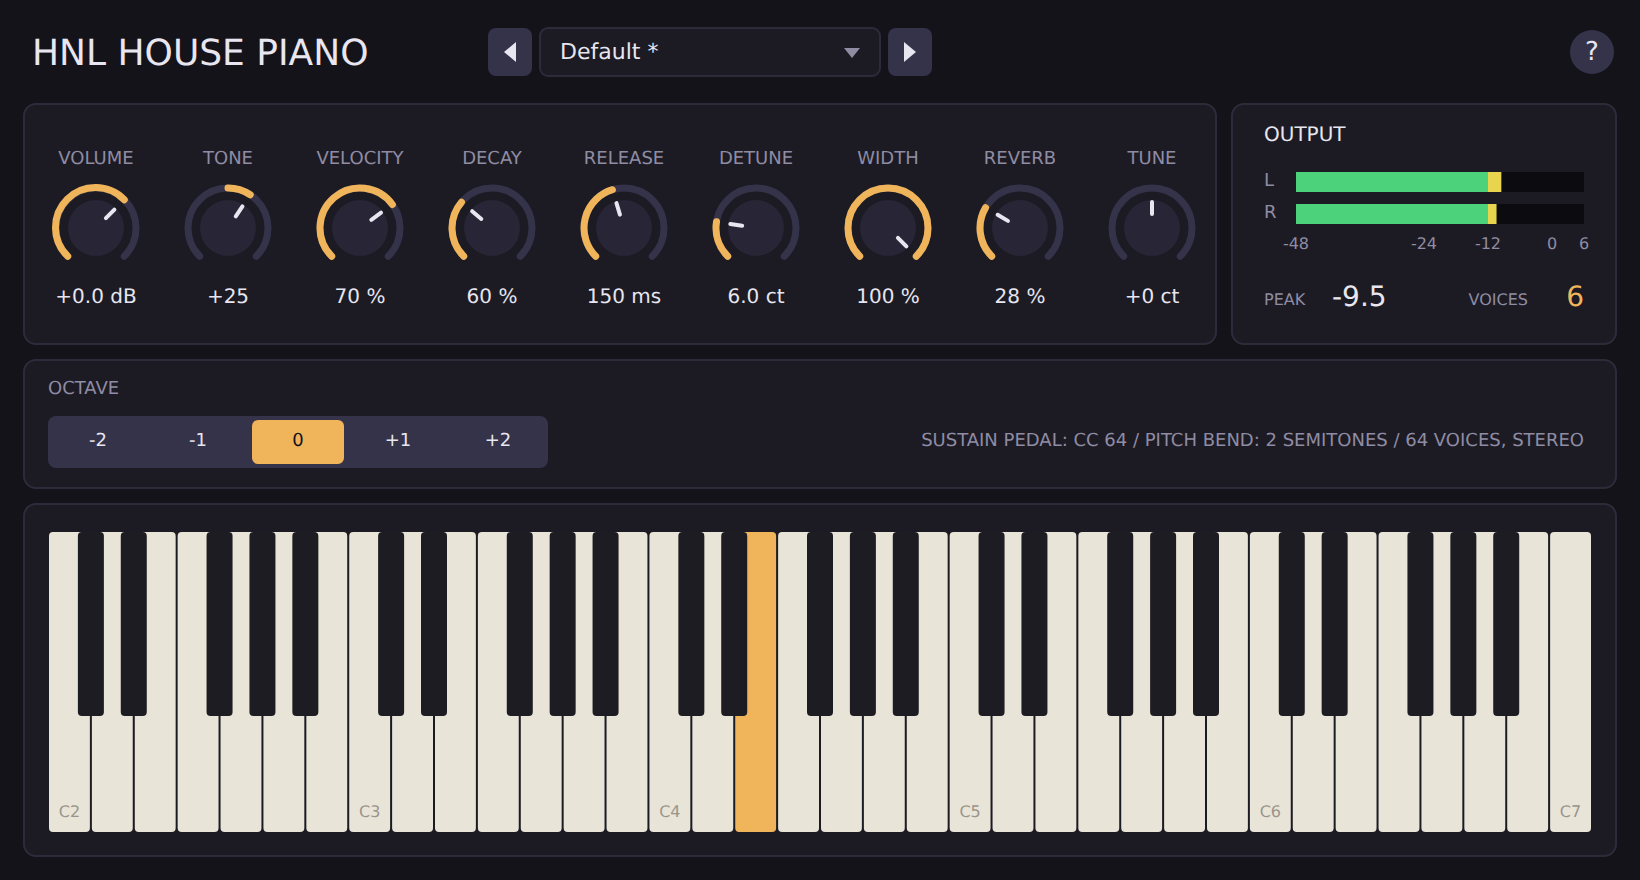 HNL HOUSE PIANO
Default *
?
VOLUME TONE VELOCITY DECAY RELEASE DETUNE WIDTH REVERB TUNE
+0.0 dB +25 70 % 60 % 150 ms 6.0 ct 100 % 28 % +0 ct
OUTPUT
L
R
-48 -24 -12 0 6
PEAK -9.5 VOICES 6
OCTAVE
-2 -1 0 +1 +2
SUSTAIN PEDAL: CC 64 / PITCH BEND: 2 SEMITONES / 64 VOICES, STEREO
C2 C3 C4 C5 C6 C7